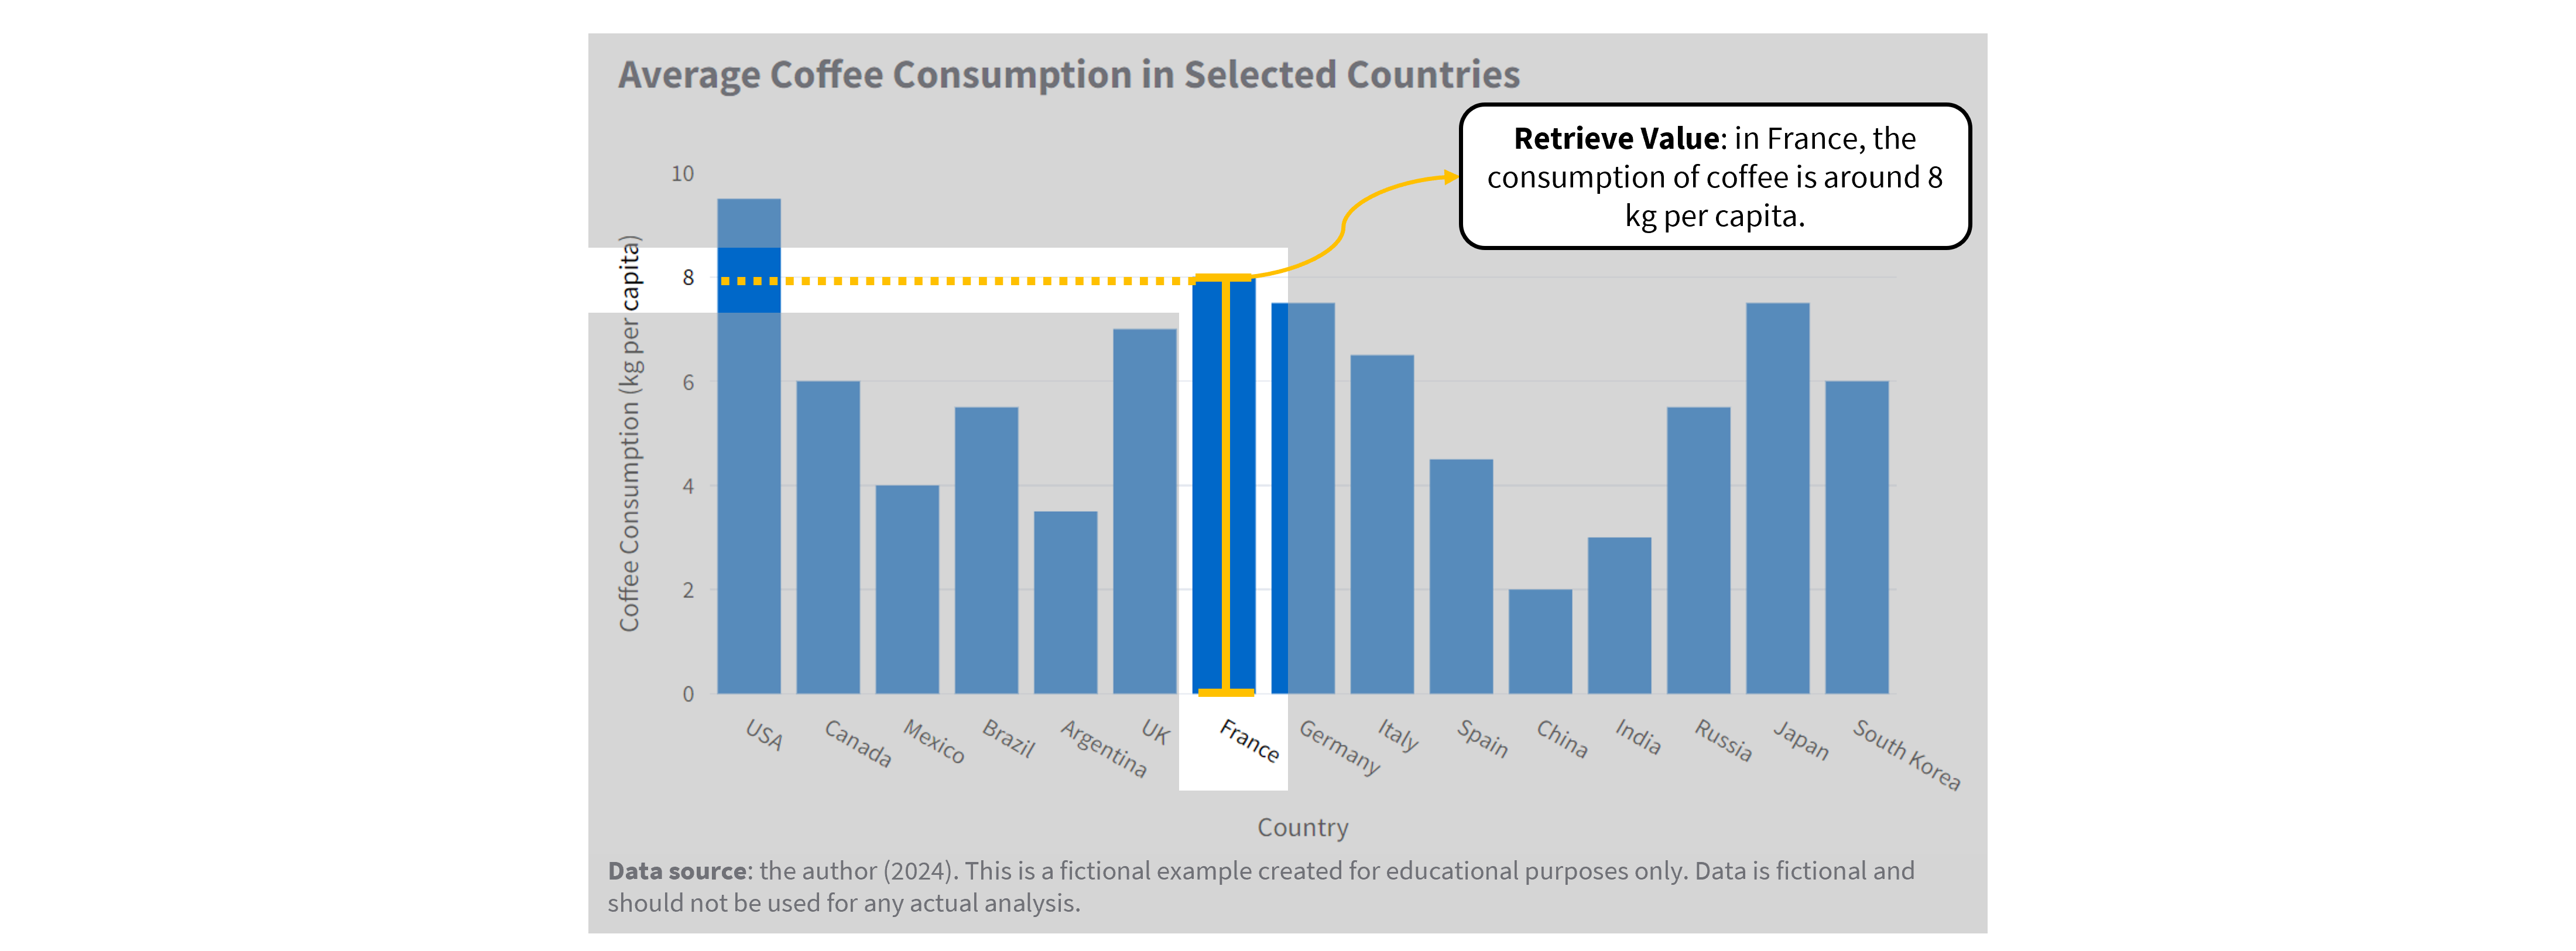 Average Coffee Consumption in Selected Countries
Retrieve Value: in France, the
consumption of coffee is around 8
kg per capita.
Coffee Consumption (kg per capita)
10
8
6
4
2
0
USA
Canada
Mexico
Brazil
Argentina
UK
France
Germany
Italy
Spain
China
India
Russia
Japan
South Korea
Country
Data source: the author (2024). This is a fictional example created for educational purposes only. Data is fictional and
should not be used for any actual analysis.